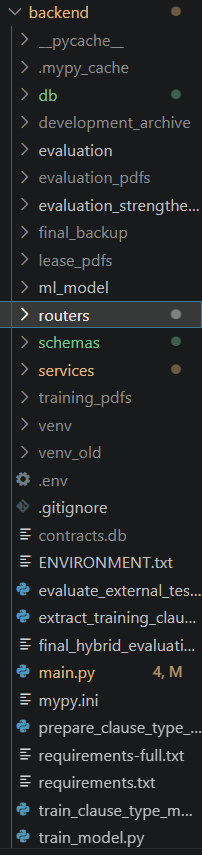 backend
__pycache__
.mypy_cache
db
development_archive
evaluation
evaluation_pdfs
evaluation_strengthe...
final_backup
lease_pdfs
ml_model
routers
schemas
services
training_pdfs
venv
venv_old
.env
.gitignore
contracts.db
ENVIRONMENT.txt
evaluate_external_tes...
extract_training_clau...
final_hybrid_evaluati...
main.py 4, M
mypy.ini
prepare_clause_type_...
requirements-full.txt
requirements.txt
train_clause_type_m...
train_model.py